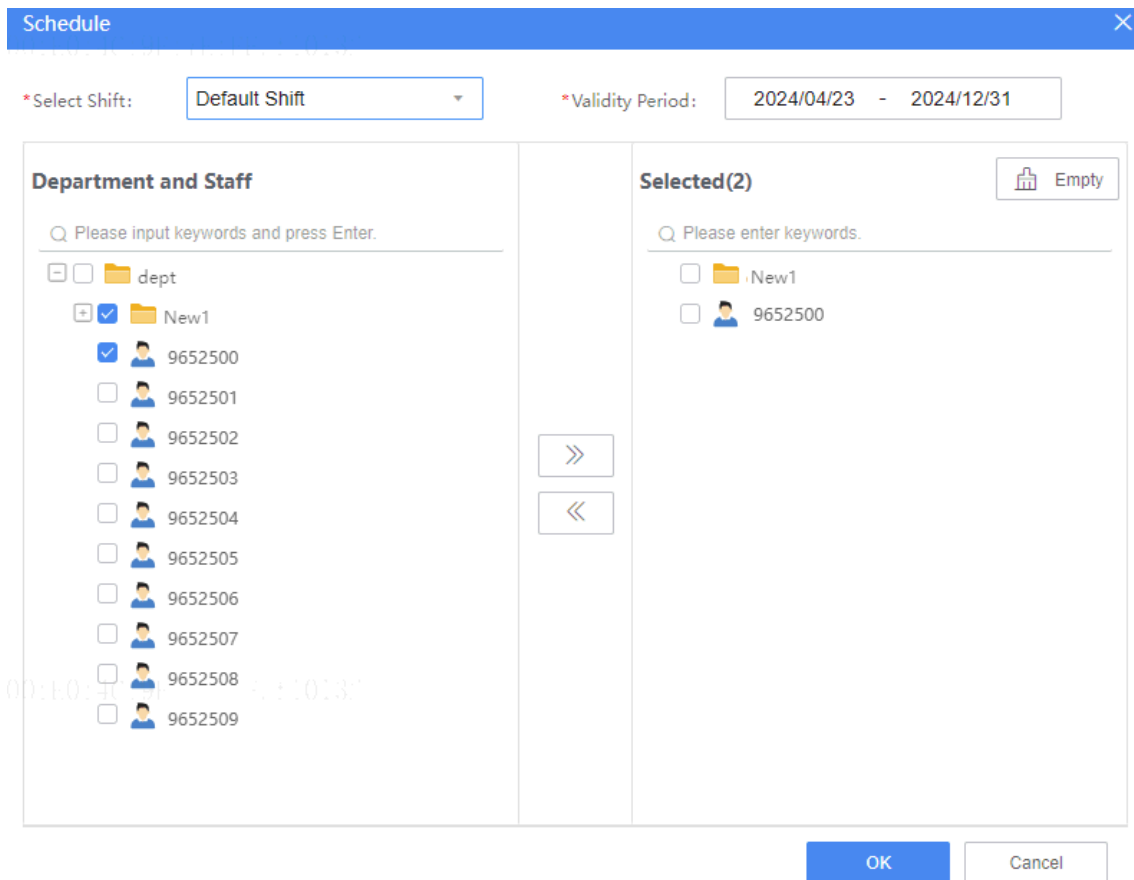 Schedule
*Select Shift: Default Shift *Validity Period: 2024/04/23 - 2024/12/31
Department and Staff
Please input keywords and press Enter.
dept
New1
9652500
9652501
9652502
9652503
9652504
9652505
9652506
9652507
9652508
9652509
Selected(2) Empty
Please enter keywords.
New1
9652500
OK Cancel